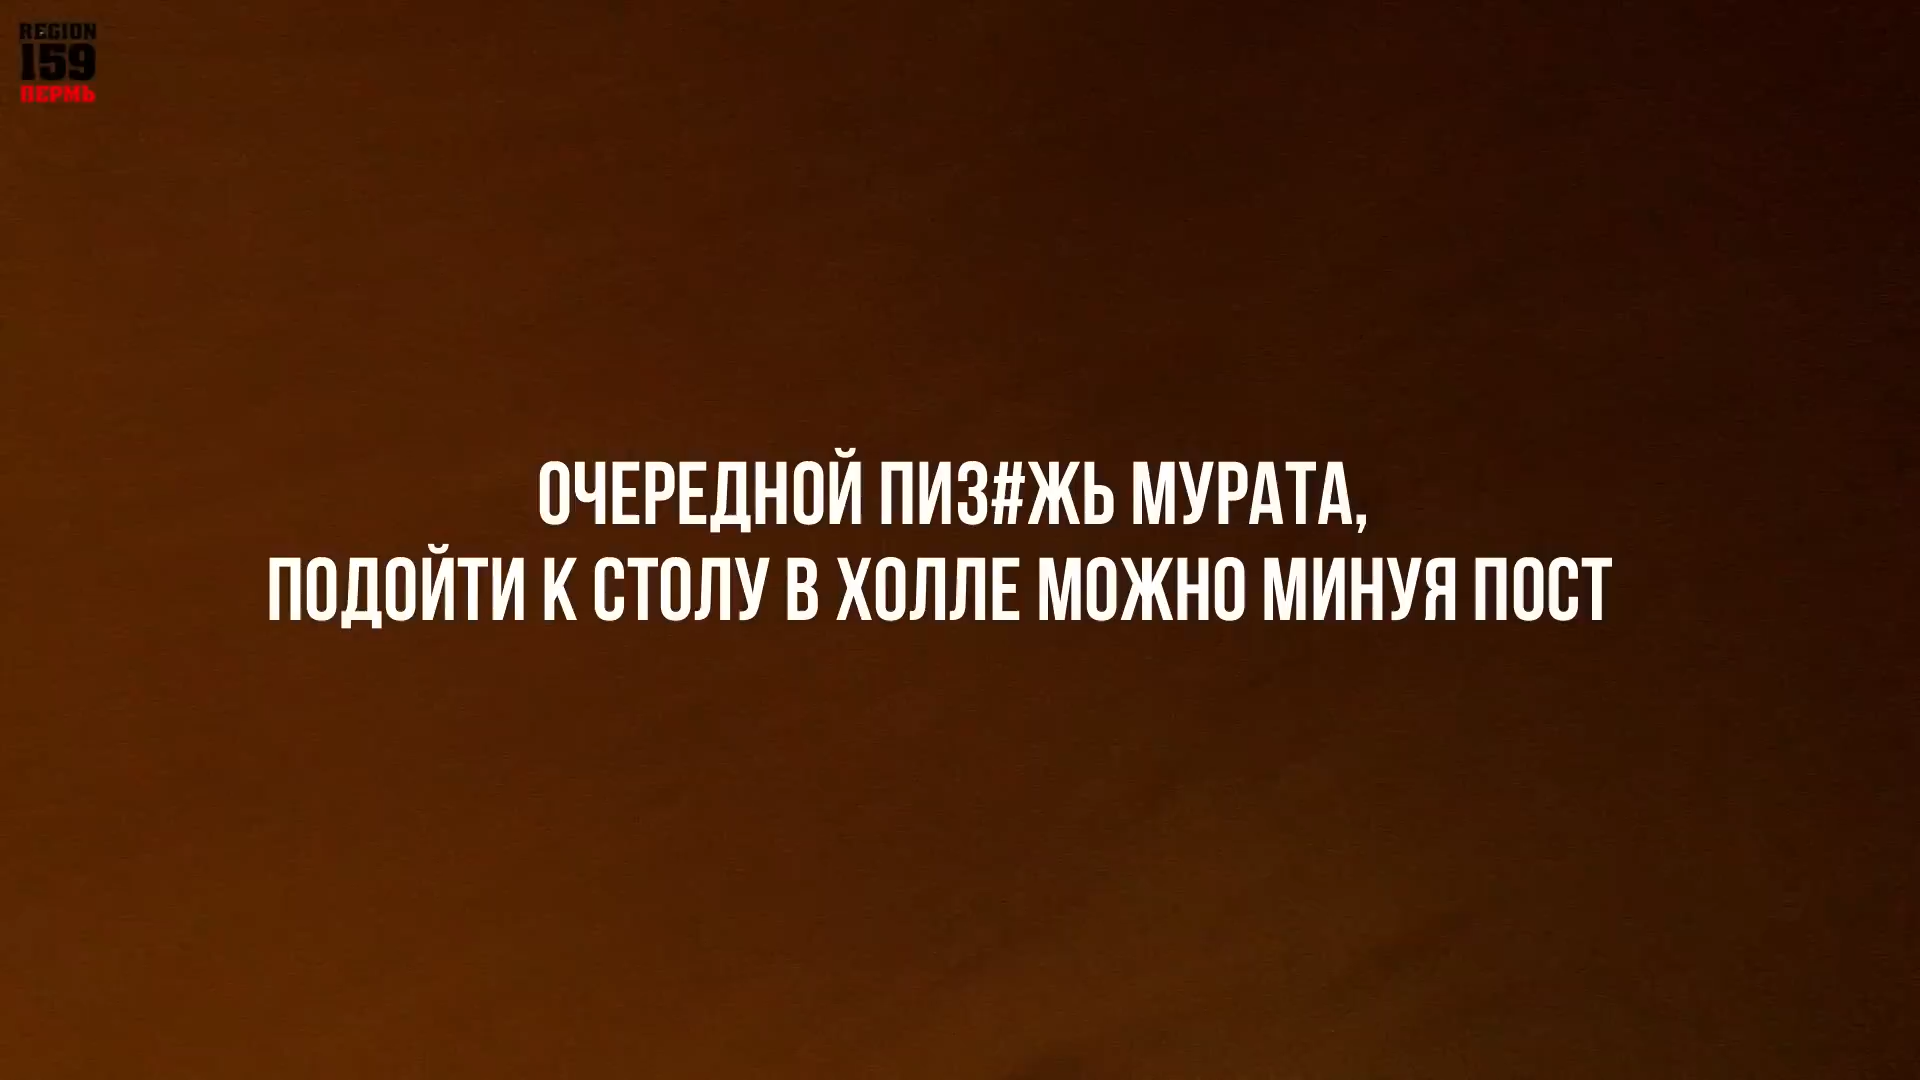 REGION
159
ПЕРМЬ
ОЧЕРЕДНОЙ ПИЗ#ЖЬ МУРАТА,
ПОДОЙТИ К СТОЛУ В ХОЛЛЕ МОЖНО МИНУЯ ПОСТ